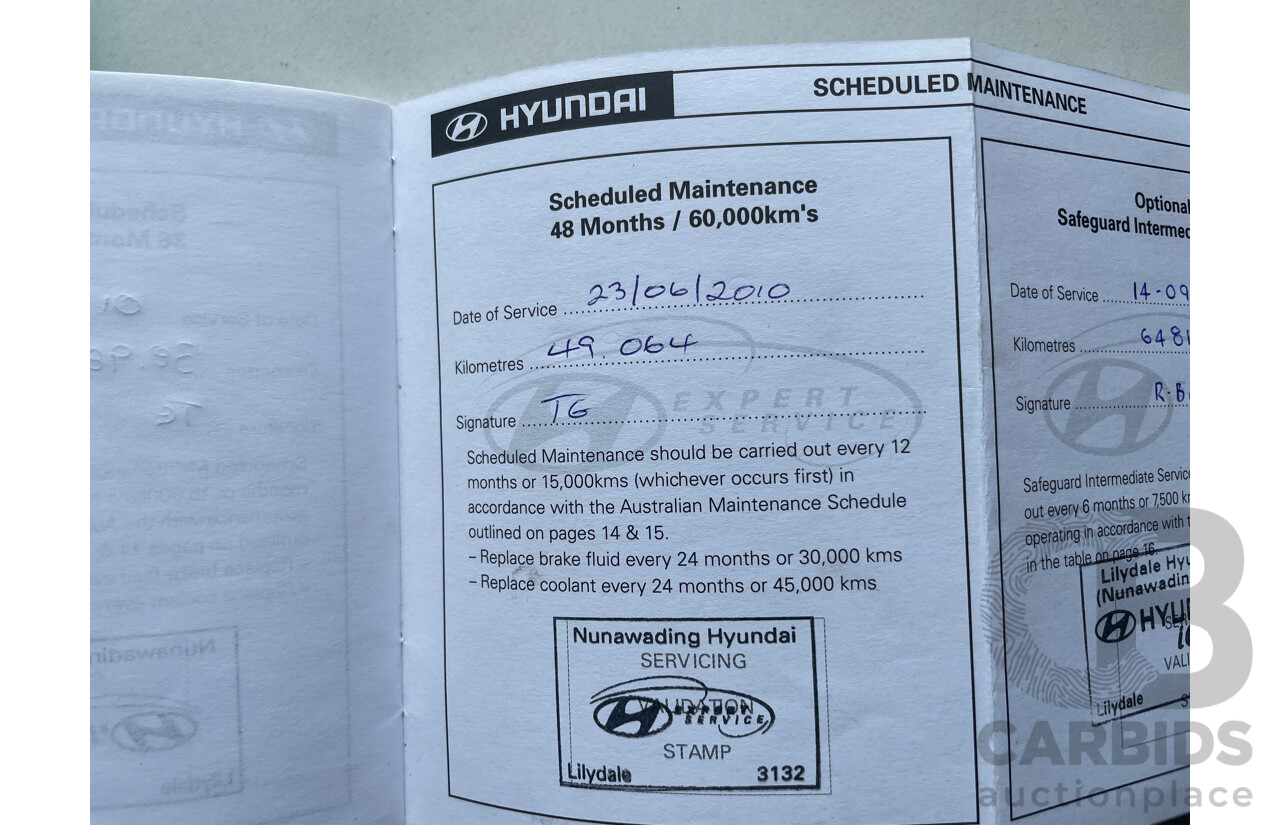 HYUNDAI
SCHEDULED MAINTENANCE
Scheduled Maintenance
48 Months / 60,000km's
Date of Service 23/06/2010
Kilometres 49.064
Signature TG
EXPERT
SERVICE
Scheduled Maintenance should be carried out every 12
months or 15,000kms (whichever occurs first) in
accordance with the Australian Maintenance Schedule
outlined on pages 14 & 15.
– Replace brake fluid every 24 months or 30,000 kms
– Replace coolant every 24 months or 45,000 kms
Nunawading Hyundai
SERVICING
VALIDATION
EXPERT
SERVICE
STAMP
Lilydale 3132
Optional
Safeguard
Date of Service 14-09
Kilometres
Signature
Safeguard Intermediate
out every 6 months or 7,500
operating in accordance with
in the table on page 16.
Lilydale
Lilydale
CARBIDS
auctionplace